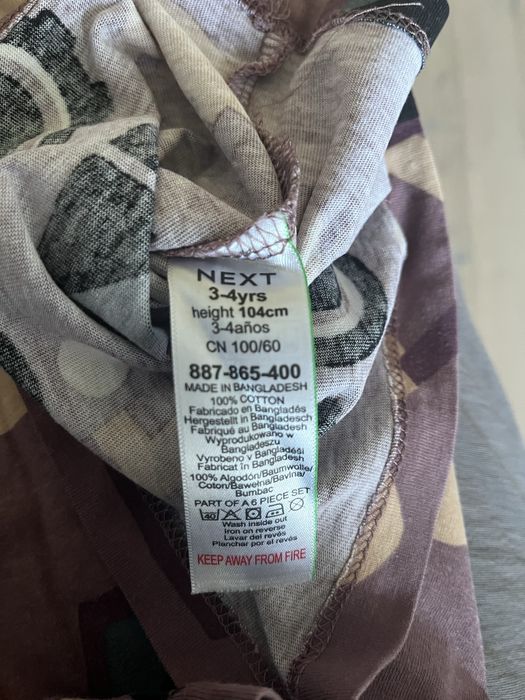 NEXT
3-4yrs
height 104cm
3-4años
CN 100/60
887-865-400
MADE IN BANGLADESH
100% COTTON
Fabricado en Bangladés
Hergestellt in Bangladesch
Fabriqué au Bangladesh
Wyprodukowano w
Bangladeszu
Vyrobeno v Bangladéši
Fabricat în Bangladesh
100% Algodón/Baumwolle/
Coton/Bawełna/Bavlna/
Bumbac
PART OF A 6 PIECE SET
40
Wash inside out
Iron on reverse
Lavar del revés
Planchar por el revés
KEEP AWAY FROM FIRE